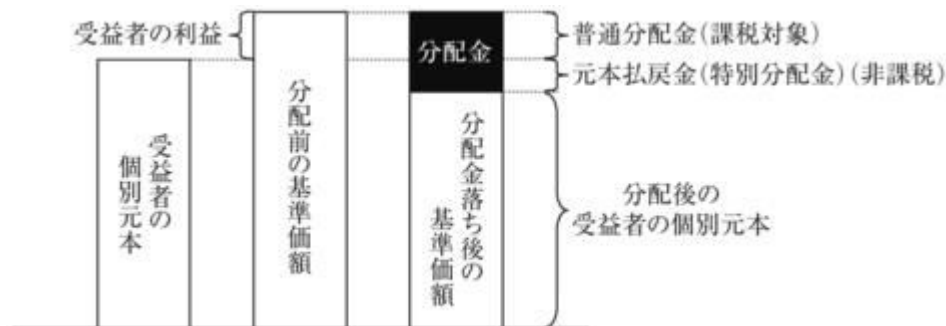 受益者の利益
分配金
普通分配金(課税対象)
元本払戻金(特別分配金)(非課税)
受益者の
個別元本
分配前の基準価額
分配金落ち後の
基準価額
分配後の
受益者の個別元本